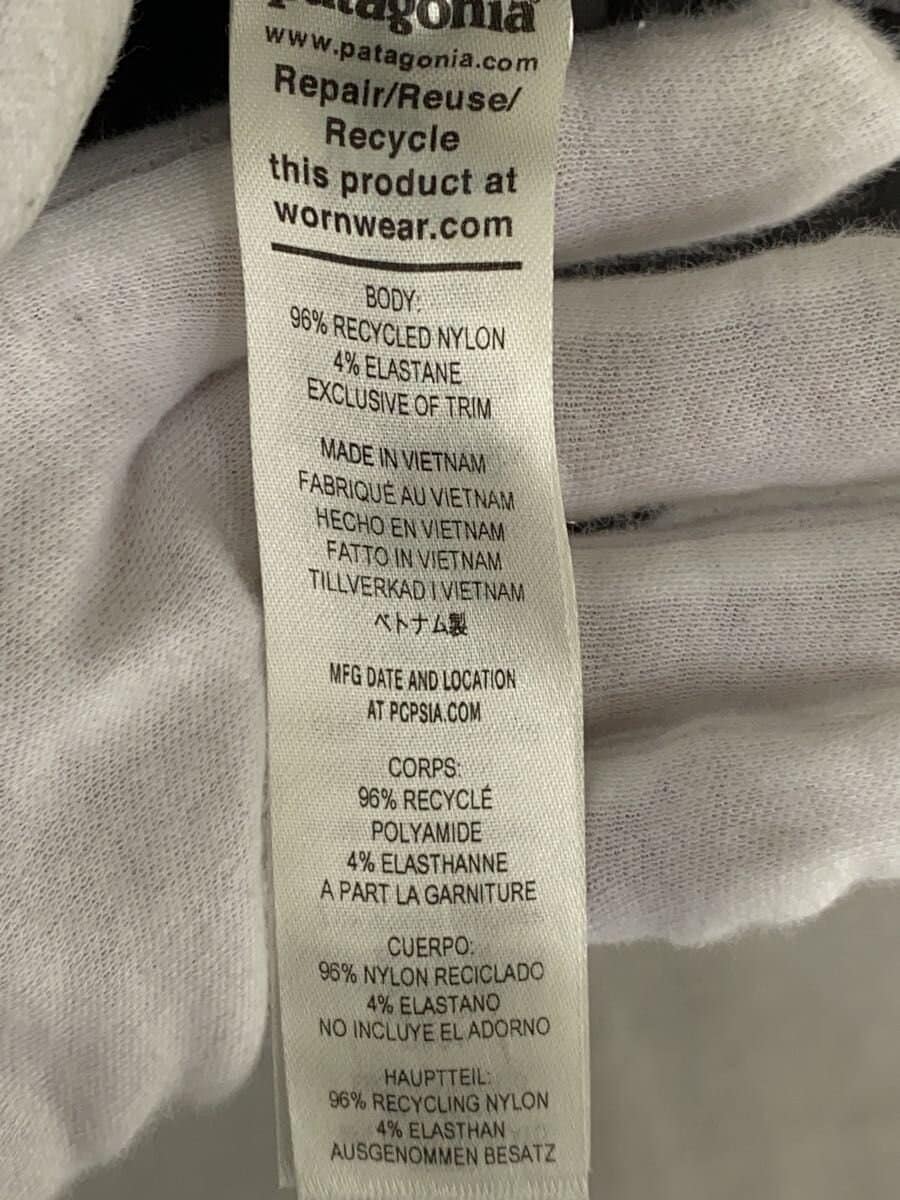 patagonia
www.patagonia.com
Repair/Reuse/
Recycle
this product at
wornwear.com
BODY:
96% RECYCLED NYLON
4% ELASTANE
EXCLUSIVE OF TRIM
MADE IN VIETNAM
FABRIQUÉ AU VIETNAM
HECHO EN VIETNAM
FATTO IN VIETNAM
TILLVERKAD I VIETNAM
ベトナム製
MFG DATE AND LOCATION
AT PCPSIA.COM
CORPS:
96% RECYCLÉ
POLYAMIDE
4% ELASTHANNE
A PART LA GARNITURE
CUERPO:
96% NYLON RECICLADO
4% ELASTANO
NO INCLUYE EL ADORNO
HAUPTTEIL:
96% RECYCLING NYLON
4% ELASTHAN
AUSGENOMMEN BESATZ